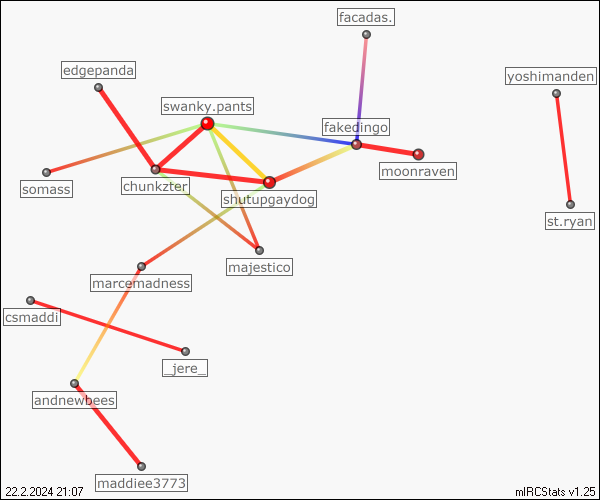 facadas.
edgepanda
yoshimanden
swanky.pants
fakedingo
moonraven
somass
chunkzter
shutupgaydog
st.ryan
majestico
marcemadness
csmaddi
_jere_
andnewbees
maddiee3773
22.2.2024 21:07
mIRCStats v1.25